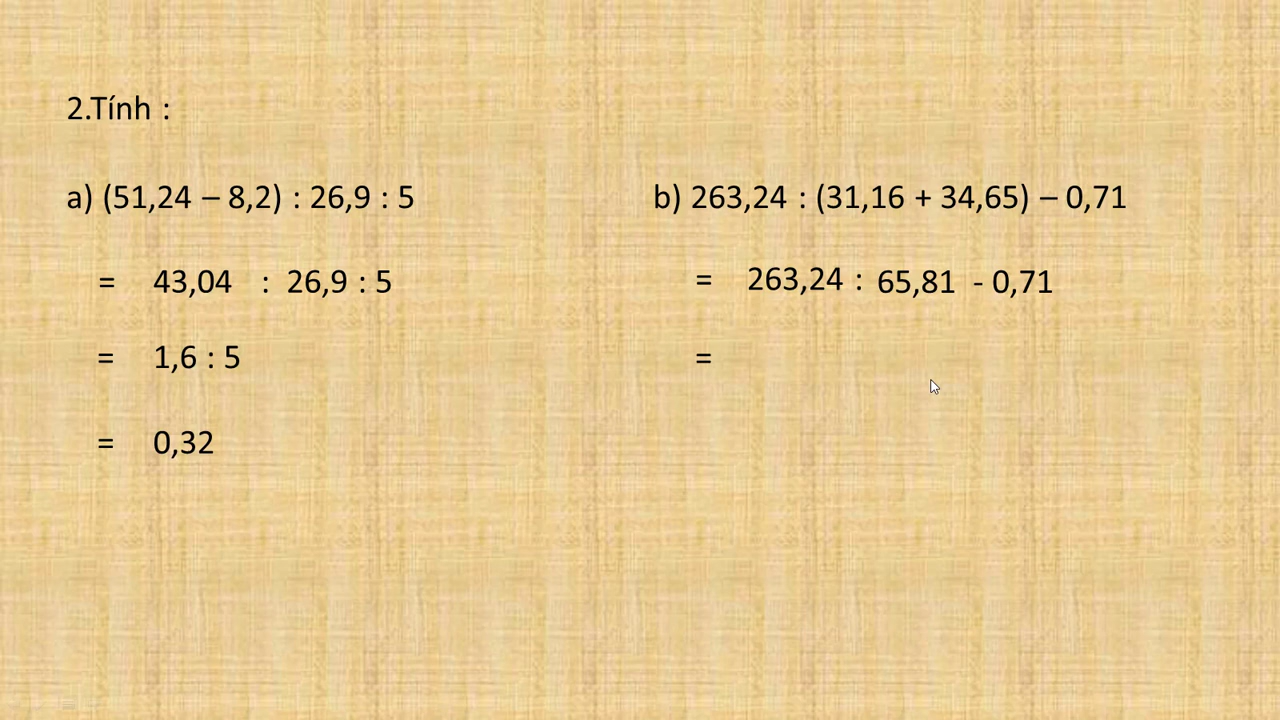 2.Tính :
a) (51,24 – 8,2) : 26,9 : 5
= 43,04 : 26,9 : 5
= 1,6 : 5
= 0,32
b) 263,24 : (31,16 + 34,65) – 0,71
= 263,24 : 65,81 - 0,71
=